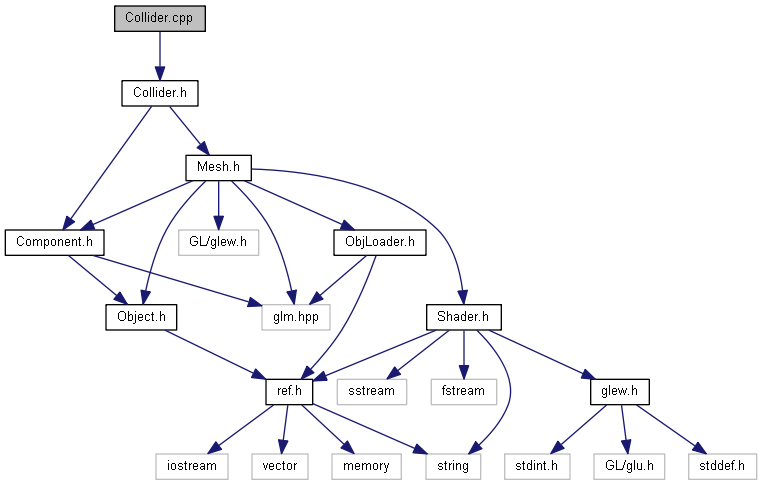 Collider.cpp
Collider.h
Mesh.h
Component.h
GL/glew.h
ObjLoader.h
Object.h
glm.hpp
Shader.h
ref.h
sstream
fstream
glew.h
iostream
vector
memory
string
stdint.h
GL/glu.h
stddef.h